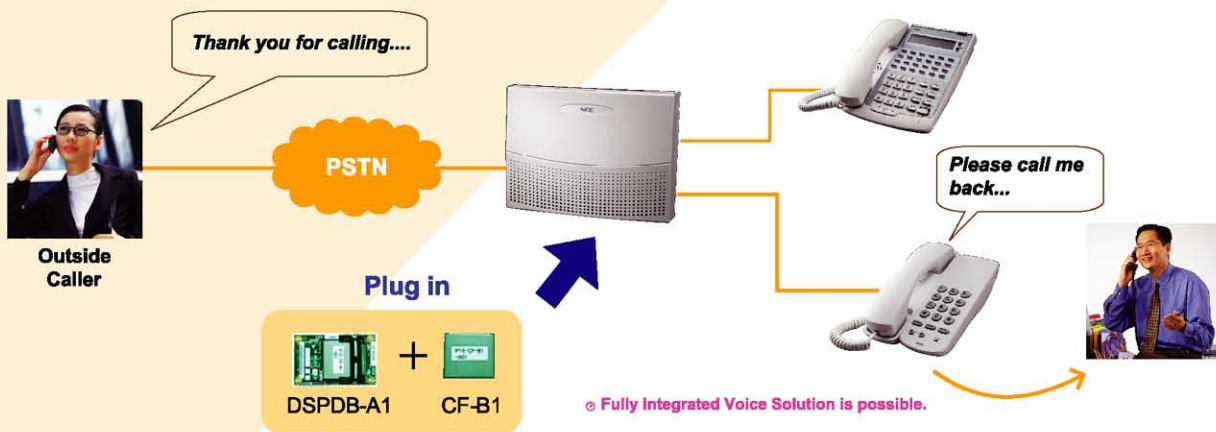 Thank you for calling....
NEC
PSTN
Please call me
back...
Outside
Caller
Plug in
+
DSPDB-A1
CF-B1
Fully Integrated Voice Solution is possible.